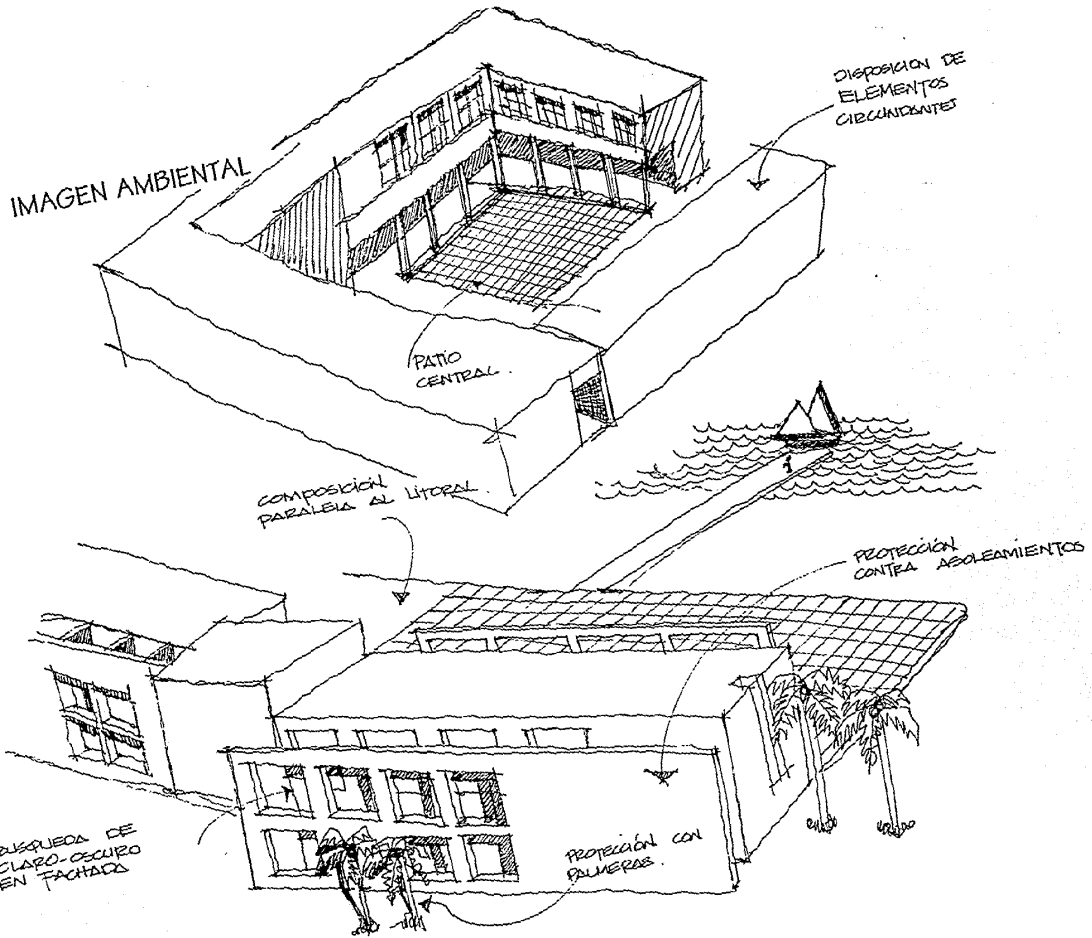 DISPOSICION DE
ELEMENTOS
CIRCUNDANTES
IMAGEN AMBIENTAL
PATIO
CENTRAL.
COMPOSICIÓN
PARALELA AL LITORAL.
PROTECCIÓN
CONTRA ASOLEAMIENTOS
BUSQUEDA DE
CLARO-OSCURO
EN FACHADA
PROTECCIÓN CON
PALMERAS.